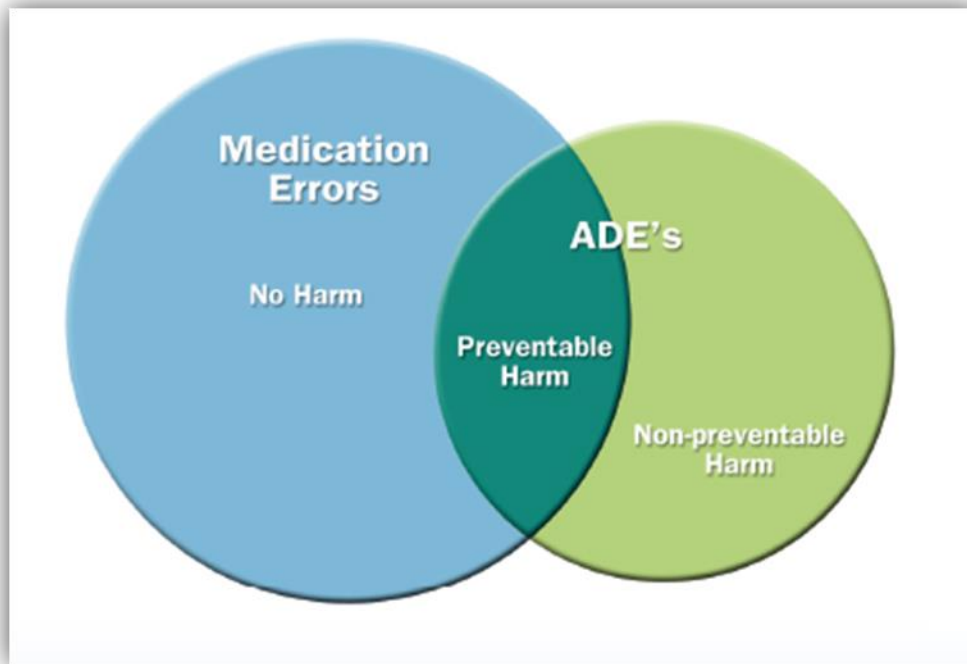 Medication
Errors
No Harm
ADE's
Preventable
Harm
Non-preventable
Harm